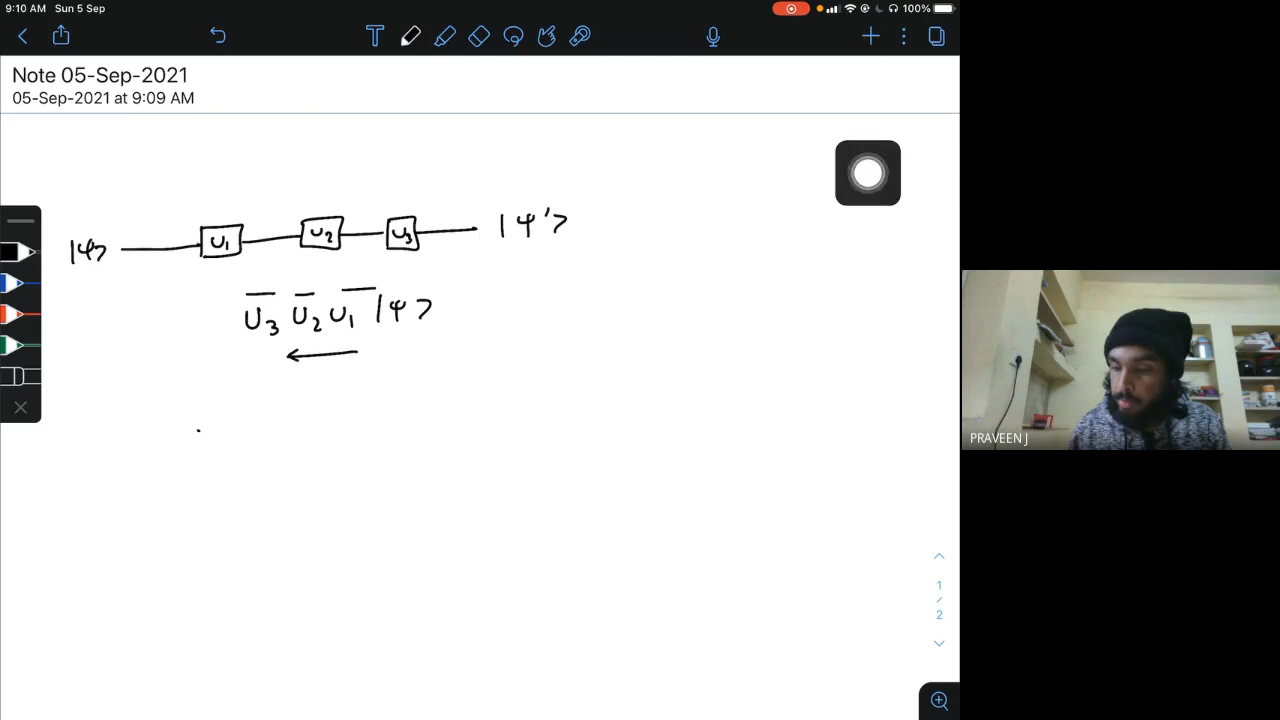 9:10 AM Sun 5 Sep 100%
T
Note 05-Sep-2021
05-Sep-2021 at 9:09 AM
|ψ> U₁ U₂ U₃ |ψ'>
U̅₃ U̅₂ U̅₁ |ψ>
←
PRAVEEN J
1
/
2